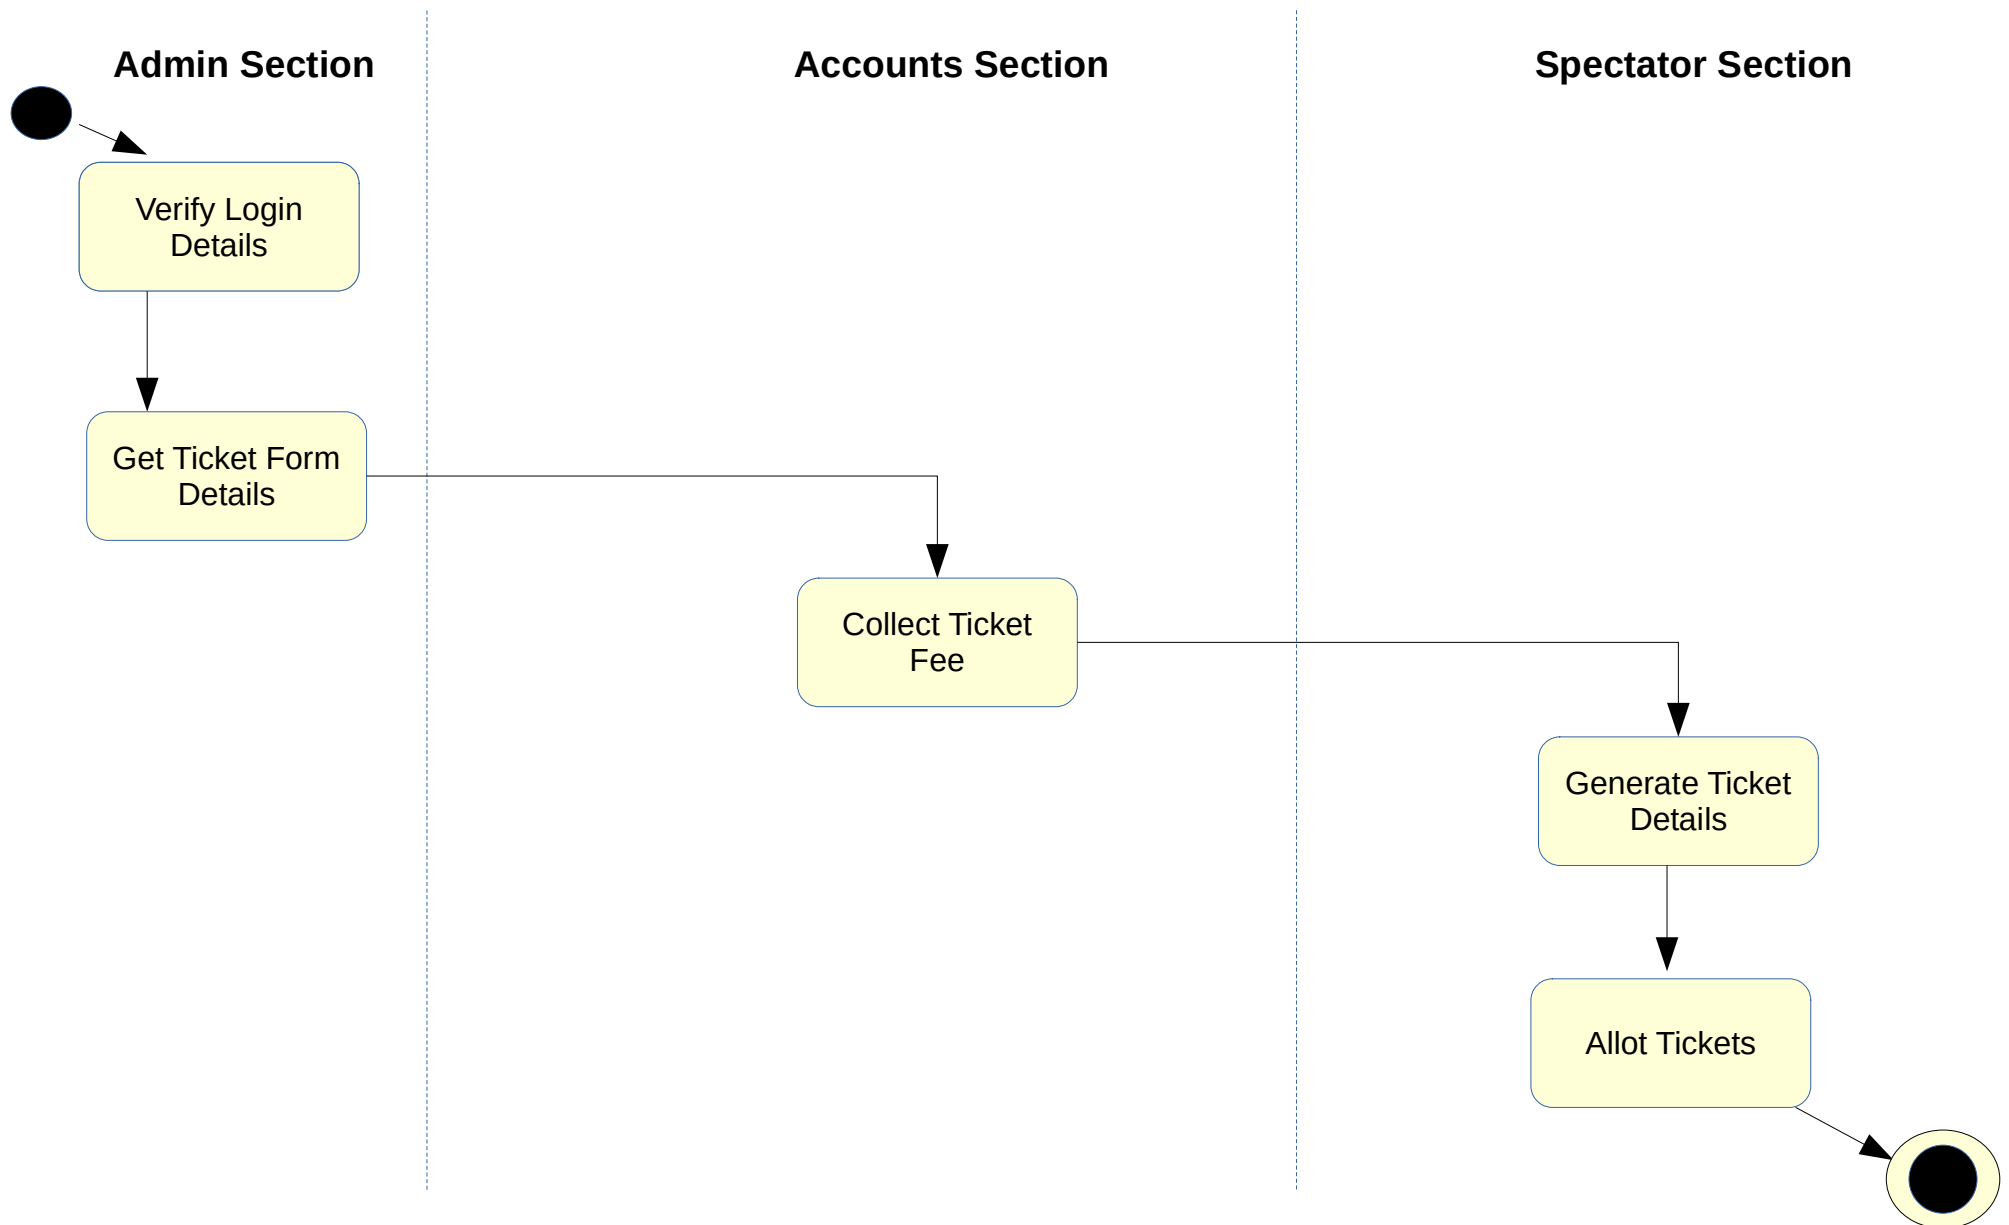 Admin Section
Accounts Section
Spectator Section
Verify Login
Details
Get Ticket Form
Details
Collect Ticket
Fee
Generate Ticket
Details
Allot Tickets